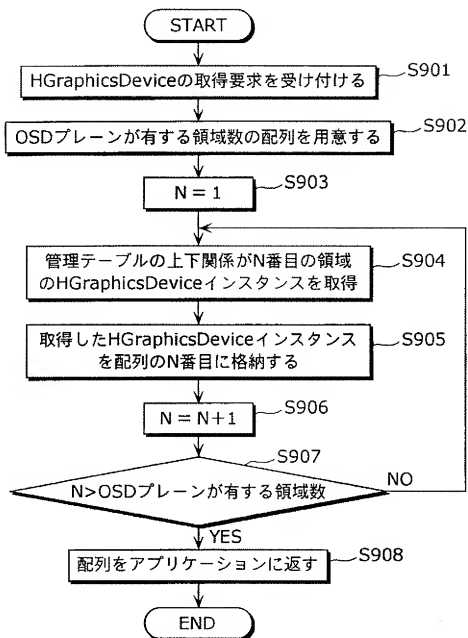 START
HGraphicsDeviceの取得要求を受け付ける
S901
OSDプレーンが有する領域数の配列を用意する
S902
N = 1
S903
管理テーブルの上下関係がN番目の領域
のHGraphicsDeviceインスタンスを取得
S904
取得したHGraphicsDeviceインスタンス
を配列のN番目に格納する
S905
N = N+1
S906
S907
N>OSDプレーンが有する領域数
NO
YES
配列をアプリケーションに返す
S908
END